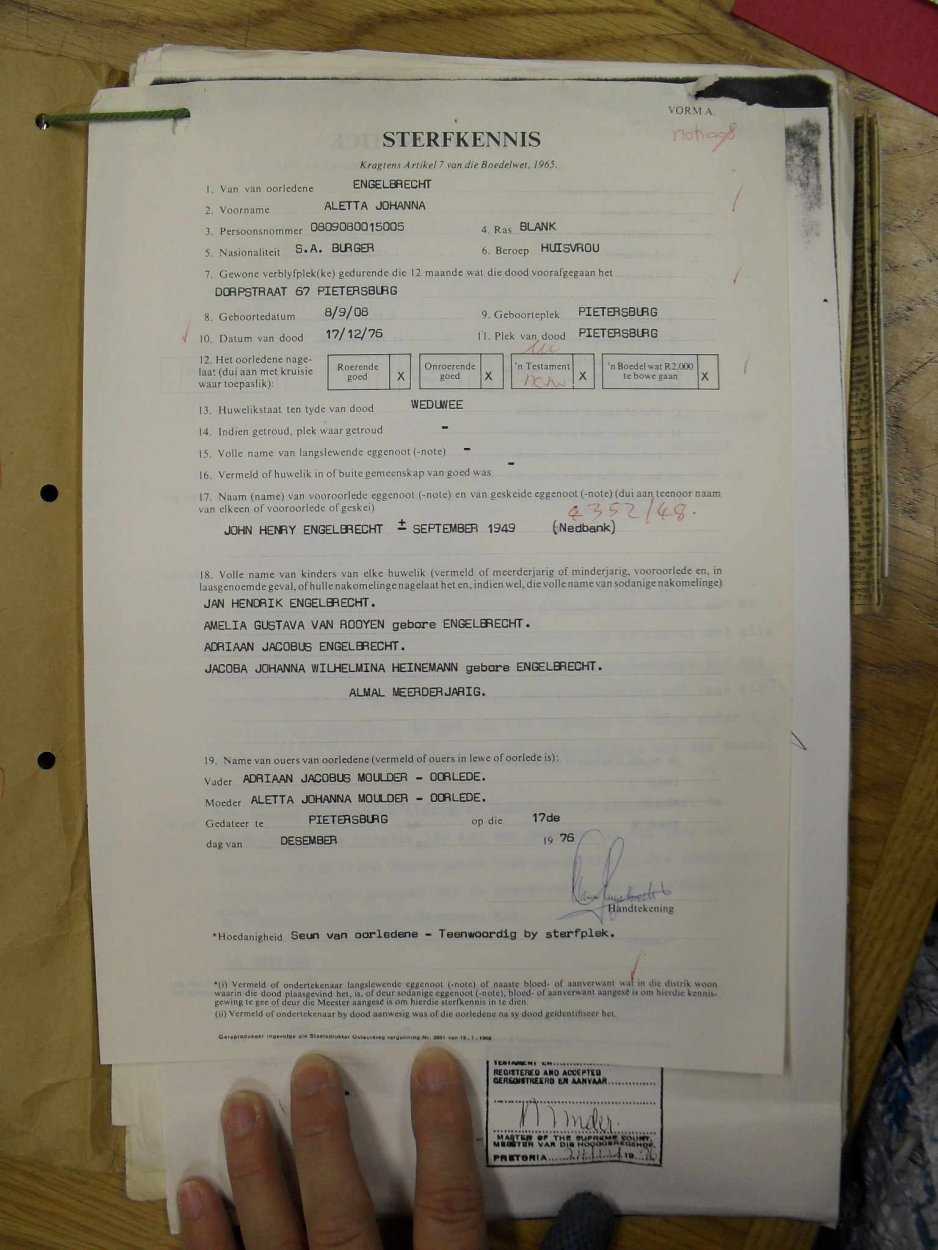 VORM A.
STERFKENNIS
Kragtens Artikel 7 van die Boedelwet, 1965.
1. Van van oorledene ENGELBRECHT
2. Voorname ALETTA JOHANNA
3. Persoonsnommer 0809080015005 4. Ras BLANK
5. Nasionaliteit S.A. BURGER 6. Beroep HUISVROU
7. Gewone verblyfplek(ke) gedurende die 12 maande wat die dood voorafgegaan het
DORPSTRAAT 67 PIETERSBURG
8. Geboortedatum 8/9/08 9. Geboorteplek PIETERSBURG
10. Datum van dood 17/12/76 11. Plek van dood PIETERSBURG
12. Het oorledene nage-
laat (dui aan met kruisie
waar toepaslik):
Roerende
goed X
Onroerende
goed X
'n Testament
X
'n Boedel wat R2,000
te bowe gaan X
13. Huwelikstaat ten tyde van dood WEDUWEE
14. Indien getroud, plek waar getroud -
15. Volle name van langslewende eggenoot (-note) -
16. Vermeld of huwelik in of buite gemeenskap van goed was -
17. Naam (name) van vooroorlede eggenoot (-note) en van geskeide eggenoot (-note) (dui aan teenoor naam
van elkeen of vooroorlede of geskei)
4352/48.
JOHN HENRY ENGELBRECHT ± SEPTEMBER 1949 (Nedbank)
18. Volle name van kinders van elke huwelik (vermeld of meerderjarig of minderjarig, vooroorlede en, in
laasgenoemde geval, of hulle nakomelinge nagelaat het en, indien wel, die volle name van sodanige nakomelinge)
JAN HENDRIK ENGELBRECHT.
AMELIA GUSTAVA VAN ROOYEN gebore ENGELBRECHT.
ADRIAAN JACOBUS ENGELBRECHT.
JACOBA JOHANNA WILHELMINA HEINEMANN gebore ENGELBRECHT.
ALMAL MEERDERJARIG.
19. Name van ouers van oorledene (vermeld of ouers in lewe of oorlede is):
Vader ADRIAAN JACOBUS MOULDER - OORLEDE.
Moeder ALETTA JOHANNA MOULDER - OORLEDE.
Gedateer te PIETERSBURG op die 17de
dag van DESEMBER 19 76
Handtekening
*Hoedanigheid Seun van oorledene - Teenwoordig by sterfplek.
*(i) Vermeld of ondertekenaar langslewende eggenoot (-note) of naaste bloed- of aanverwant wat in die distrik woon
waarin die dood plaasgevind het, is, of deur sodanige eggenoot (-note), bloed- of aanverwant aangesê is om hierdie kennis-
gewing te gee of deur die Meester aangesê is om hierdie sterfkennis in te dien.
(ii) Vermeld of ondertekenaar by dood aanwesig was of die oorledene na sy dood geïdentifiseer het.
Gereproduseer ingevolge die Staatsdrukker Outeursreg vergunning Nr. 3951 van 18.1.1968
REGISTERED AND ACCEPTED
GEREGISTREERD EN AANVAAR
MASTER OF THE SUPREME COURT
MEESTER VAN DIE HOOGGEREGSHOF
PRETORIA